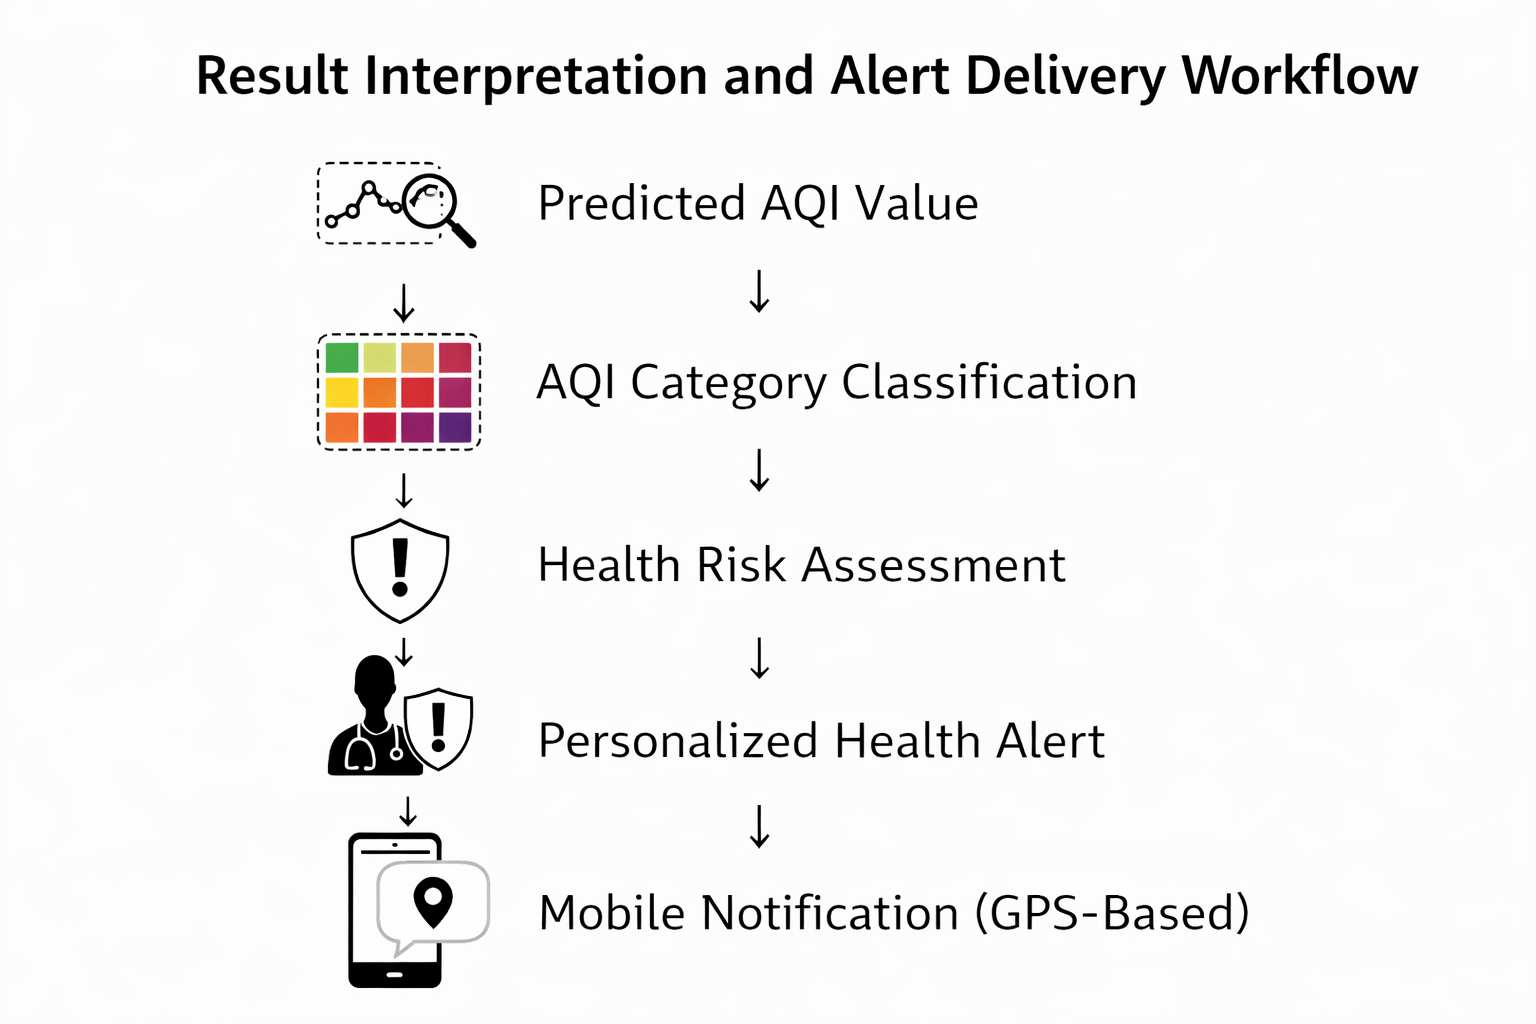 Result Interpretation and Alert Delivery Workflow
Predicted AQI Value
AQI Category Classification
Health Risk Assessment
Personalized Health Alert
Mobile Notification (GPS-Based)